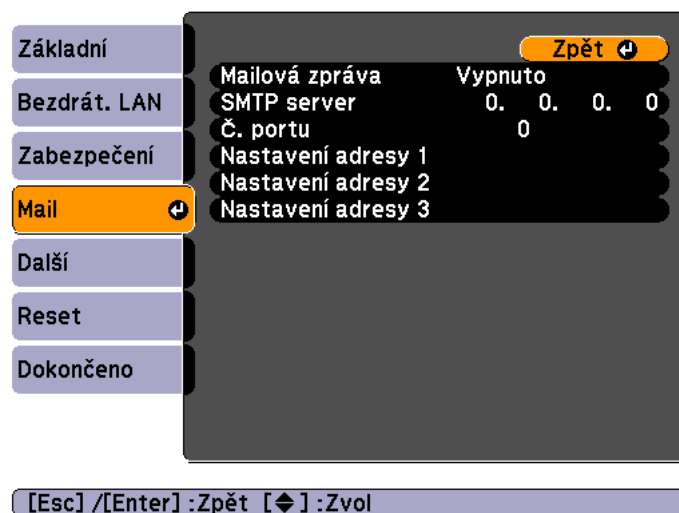 Základní
Bezdrát. LAN
Zabezpečení
Mail
Další
Reset
Dokončeno
Zpět
Mailová zpráva Vypnuto
SMTP server 0. 0. 0. 0
Č. portu 0
Nastavení adresy 1
Nastavení adresy 2
Nastavení adresy 3
[Esc] /[Enter] :Zpět [◆] :Zvol